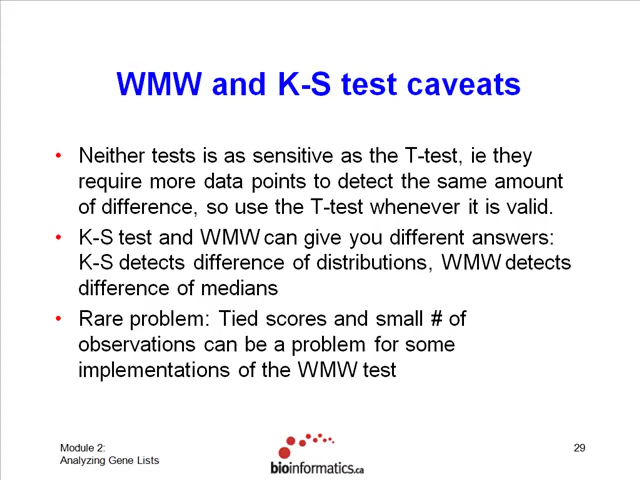 WMW and K-S test caveats
• Neither tests is as sensitive as the T-test, ie they
require more data points to detect the same amount
of difference, so use the T-test whenever it is valid.
• K-S test and WMW can give you different answers:
K-S detects difference of distributions, WMW detects
difference of medians
• Rare problem: Tied scores and small # of
observations can be a problem for some
implementations of the WMW test
Module 2:
Analyzing Gene Lists
bioinformatics.ca
29